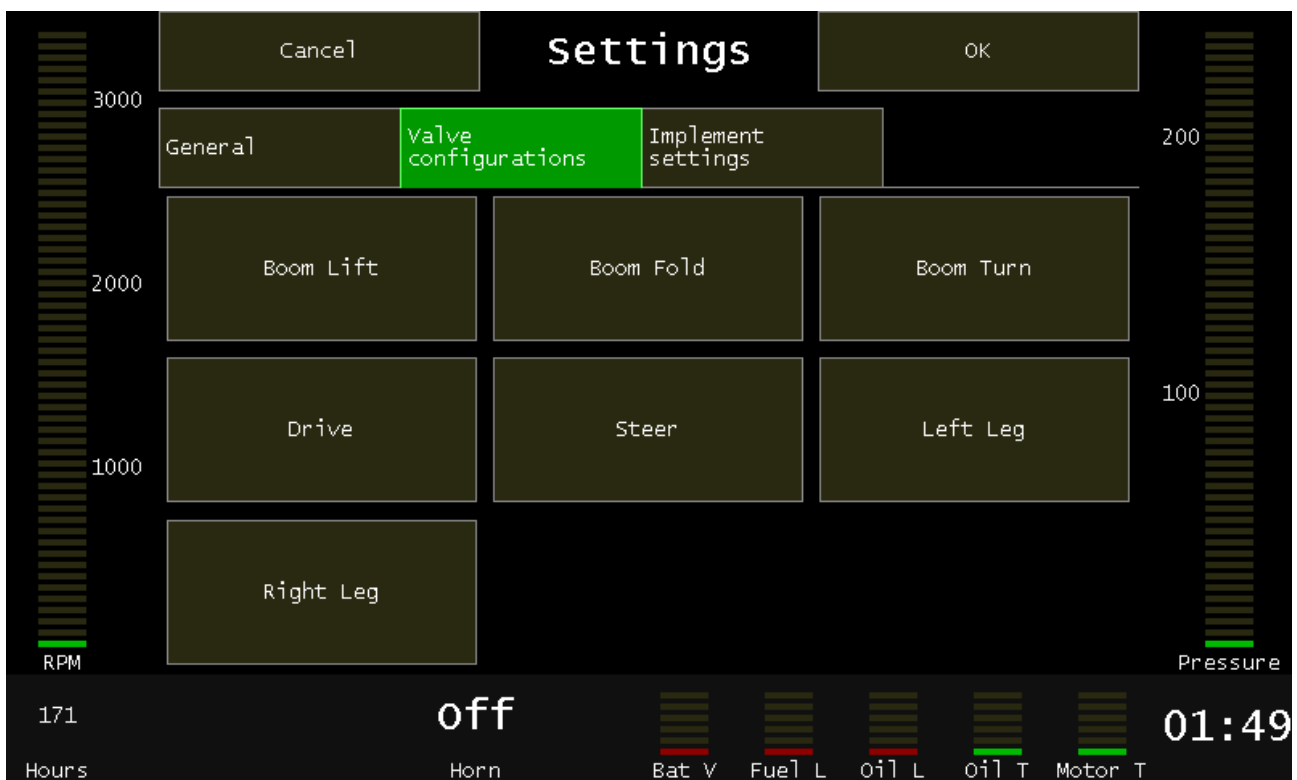 Cancel
Settings
OK
General
Valve
configurations
Implement
settings
3000
2000
1000
RPM
Boom Lift
Boom Fold
Boom Turn
Drive
Steer
Left Leg
Right Leg
200
100
Pressure
171
Hours
Off
Horn
Bat V
Fuel L
Oil L
Oil T
Motor T
01:49